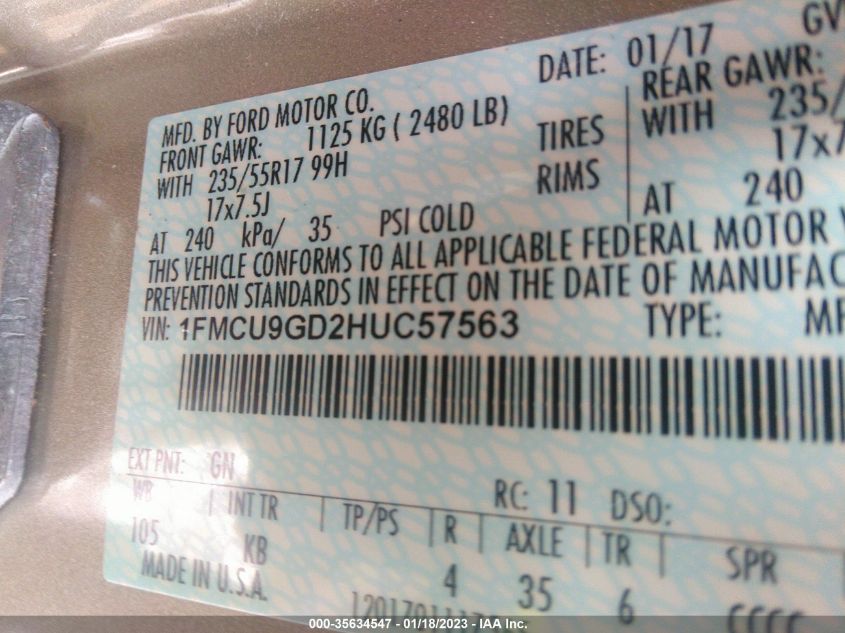 DATE: 01/17 GV
MFD. BY FORD MOTOR CO.
FRONT GAWR: 1125 KG ( 2480 LB) REAR GAWR:
WITH 235/55R17 99H TIRES WITH 235/
17x7.5J RIMS 17x7
AT 240 kPa/ 35 PSI COLD AT 240
THIS VEHICLE CONFORMS TO ALL APPLICABLE FEDERAL MOTOR
PREVENTION STANDARDS IN EFFECT ON THE DATE OF MANUFAC
VIN: 1FMCU9GD2HUC57563 TYPE: MP
EXT PNT: GN RC: 11 DSO:
WB INT TR TP/PS R AXLE TR SPR
105 KB 4 35 6 CCCC
MADE IN U.S.A.
000-35634547 - 01/18/2023 - IAA Inc.